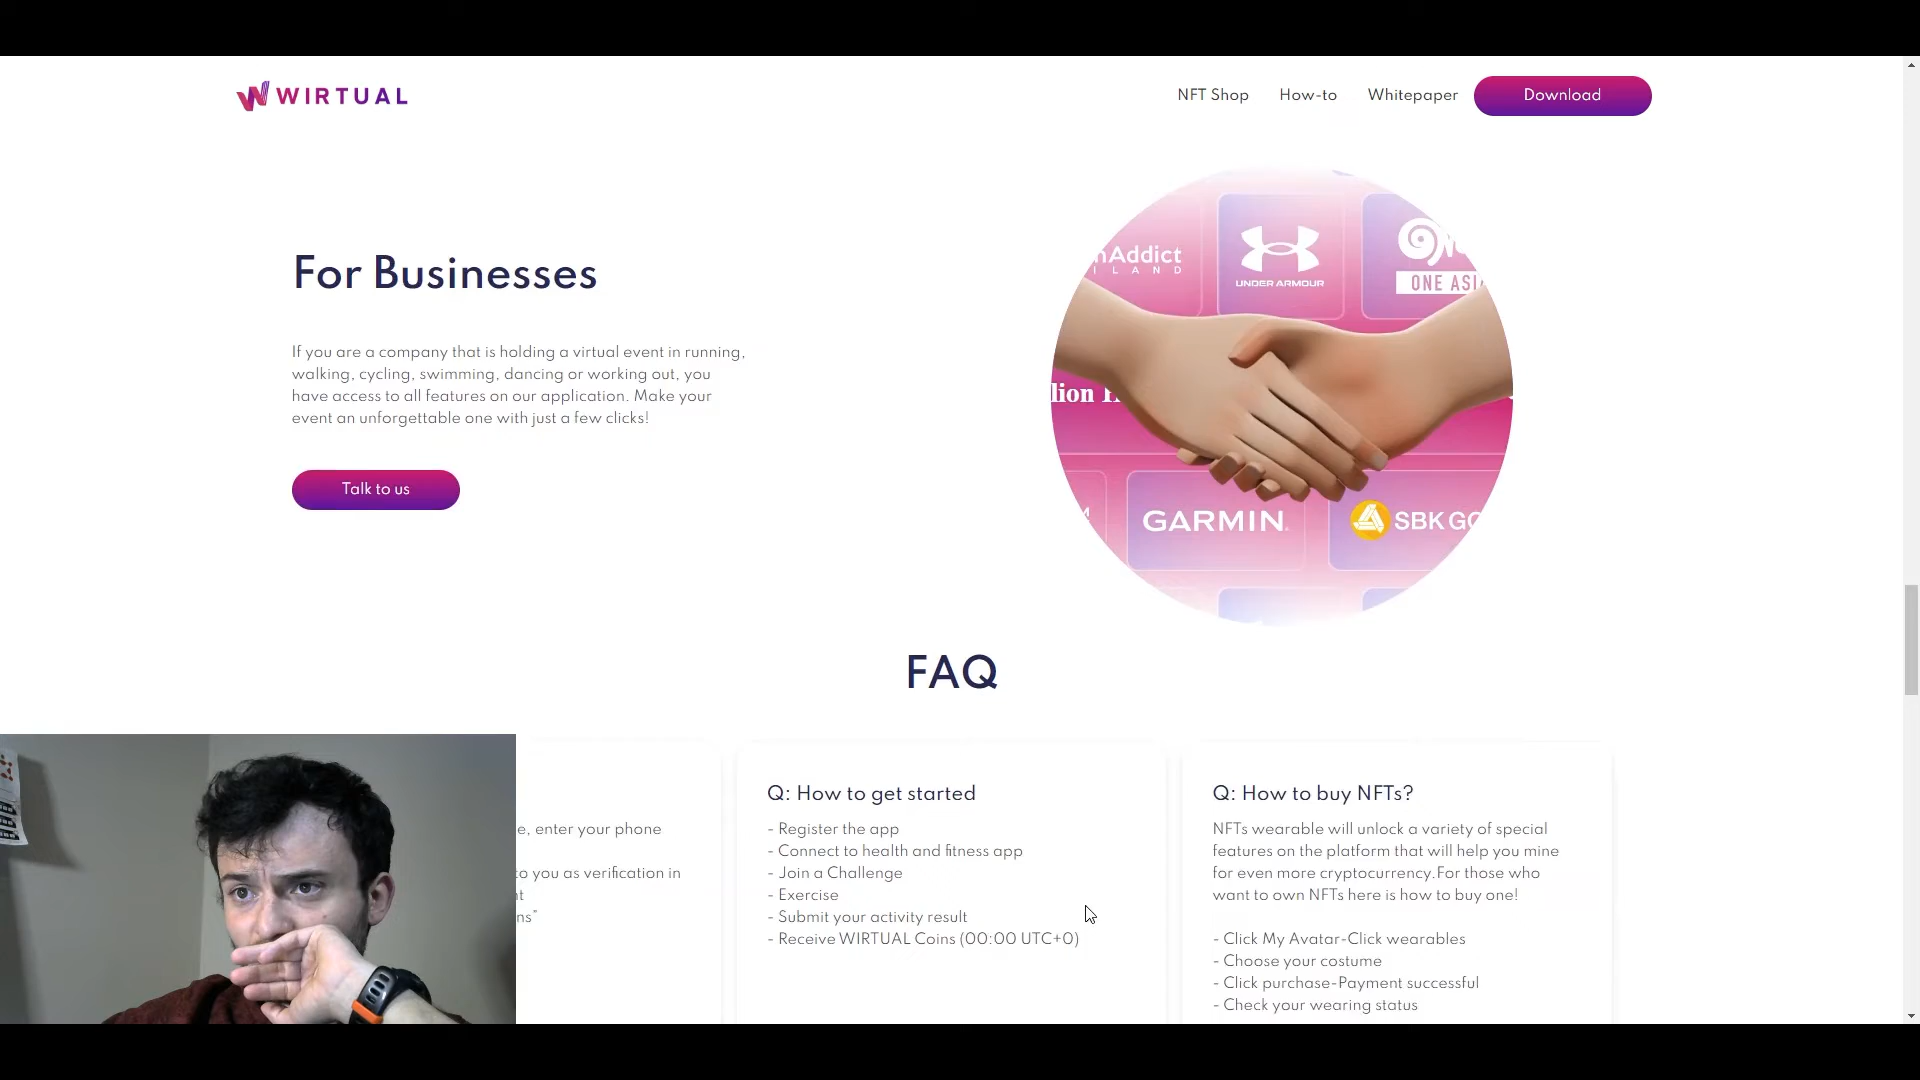 WIRTUAL
NFT Shop
How-to
Whitepaper
Download
For Businesses
If you are a company that is holding a virtual event in running,
walking, cycling, swimming, dancing or working out, you
have access to all features on our application. Make your
event an unforgettable one with just a few clicks!
Talk to us
UNDER ARMOUR
ONE
GARMIN
SBK
FAQ
enter your phone
to you as verification in
Q: How to get started
- Register the app
- Connect to health and fitness app
- Join a Challenge
- Exercise
- Submit your activity result
- Receive WIRTUAL Coins (00:00 UTC+0)
Q: How to buy NFTs?
NFTs wearable will unlock a variety of special
features on the platform that will help you mine
for even more cryptocurrency.For those who
want to own NFTs here is how to buy one!
- Click My Avatar-Click wearables
- Choose your costume
- Click purchase-Payment successful
- Check your wearing status